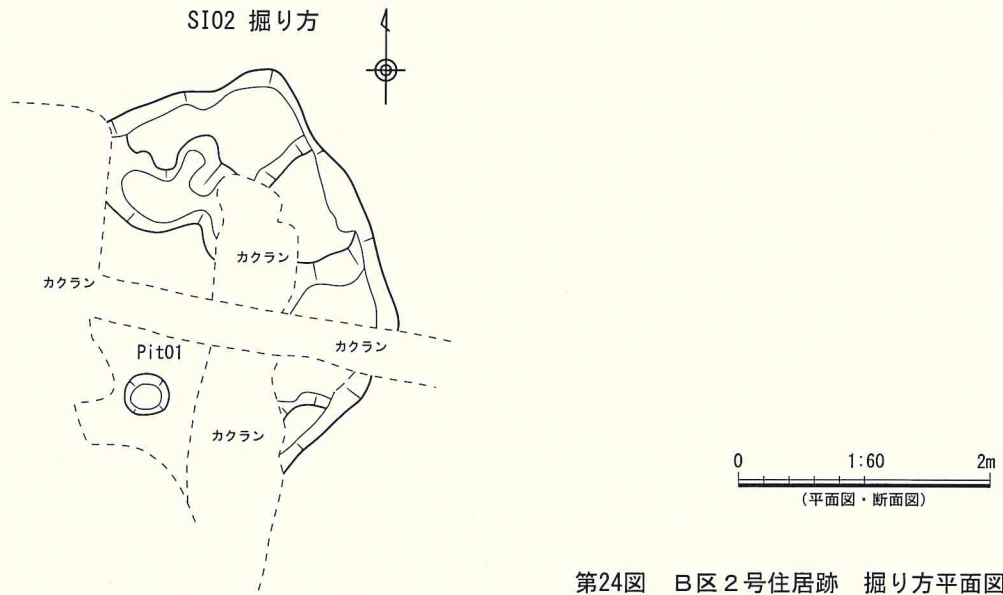 SI02 掘り方
カクラン
カクラン
カクラン
Pit01
カクラン
0 1:60 2m
(平面図・断面図)
第24図 B区2号住居跡 掘り方平面図